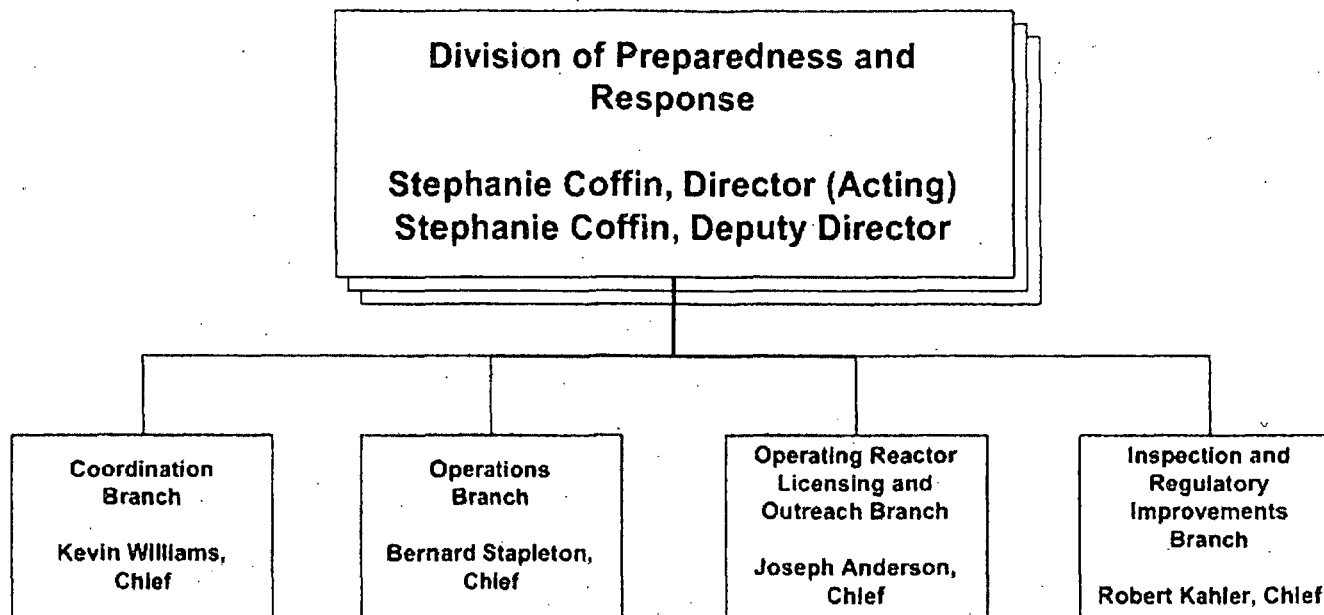 Division of Preparedness and
Response
Stephanie Coffin, Director (Acting)
Stephanie Coffin, Deputy Director
Coordination
Branch
Kevin Williams,
Chief
Operations
Branch
Bernard Stapleton,
Chief
Operating Reactor
Licensing and
Outreach Branch
Joseph Anderson,
Chief
Inspection and
Regulatory
Improvements
Branch
Robert Kahler, Chief